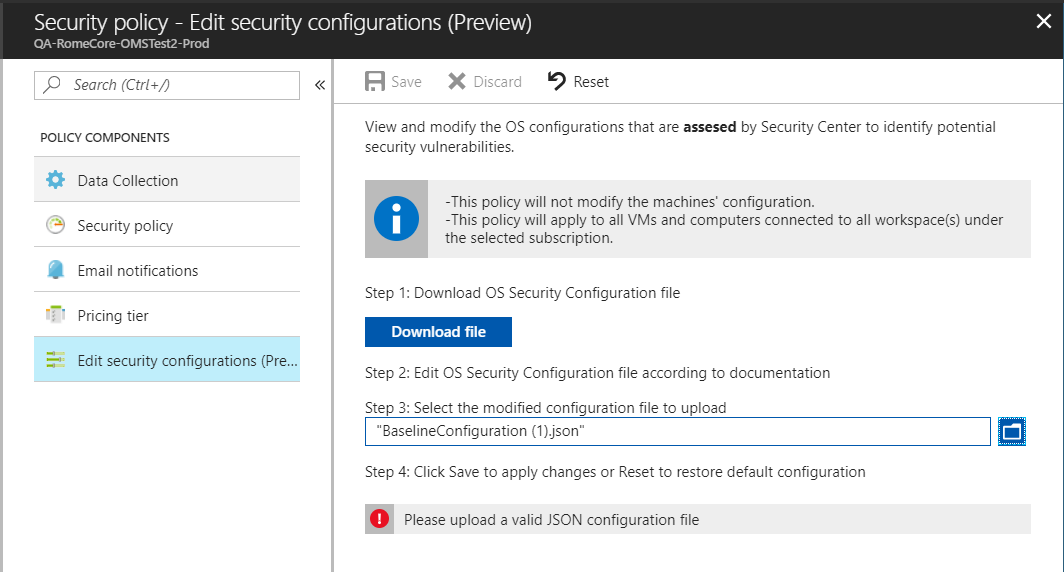 Security policy - Edit security configurations (Preview)
QA-RomeCore-OMSTest2-Prod
Search (Ctrl+/)
POLICY COMPONENTS
Data Collection
Security policy
Email notifications
Pricing tier
Edit security configurations (Pre...
Save Discard Reset
View and modify the OS configurations that are assesed by Security Center to identify potential
security vulnerabilities.
-This policy will not modify the machines' configuration.
-This policy will apply to all VMs and computers connected to all workspace(s) under
the selected subscription.
Step 1: Download OS Security Configuration file
Download file
Step 2: Edit OS Security Configuration file according to documentation
Step 3: Select the modified configuration file to upload
"BaselineConfiguration (1).json"
Step 4: Click Save to apply changes or Reset to restore default configuration
Please upload a valid JSON configuration file